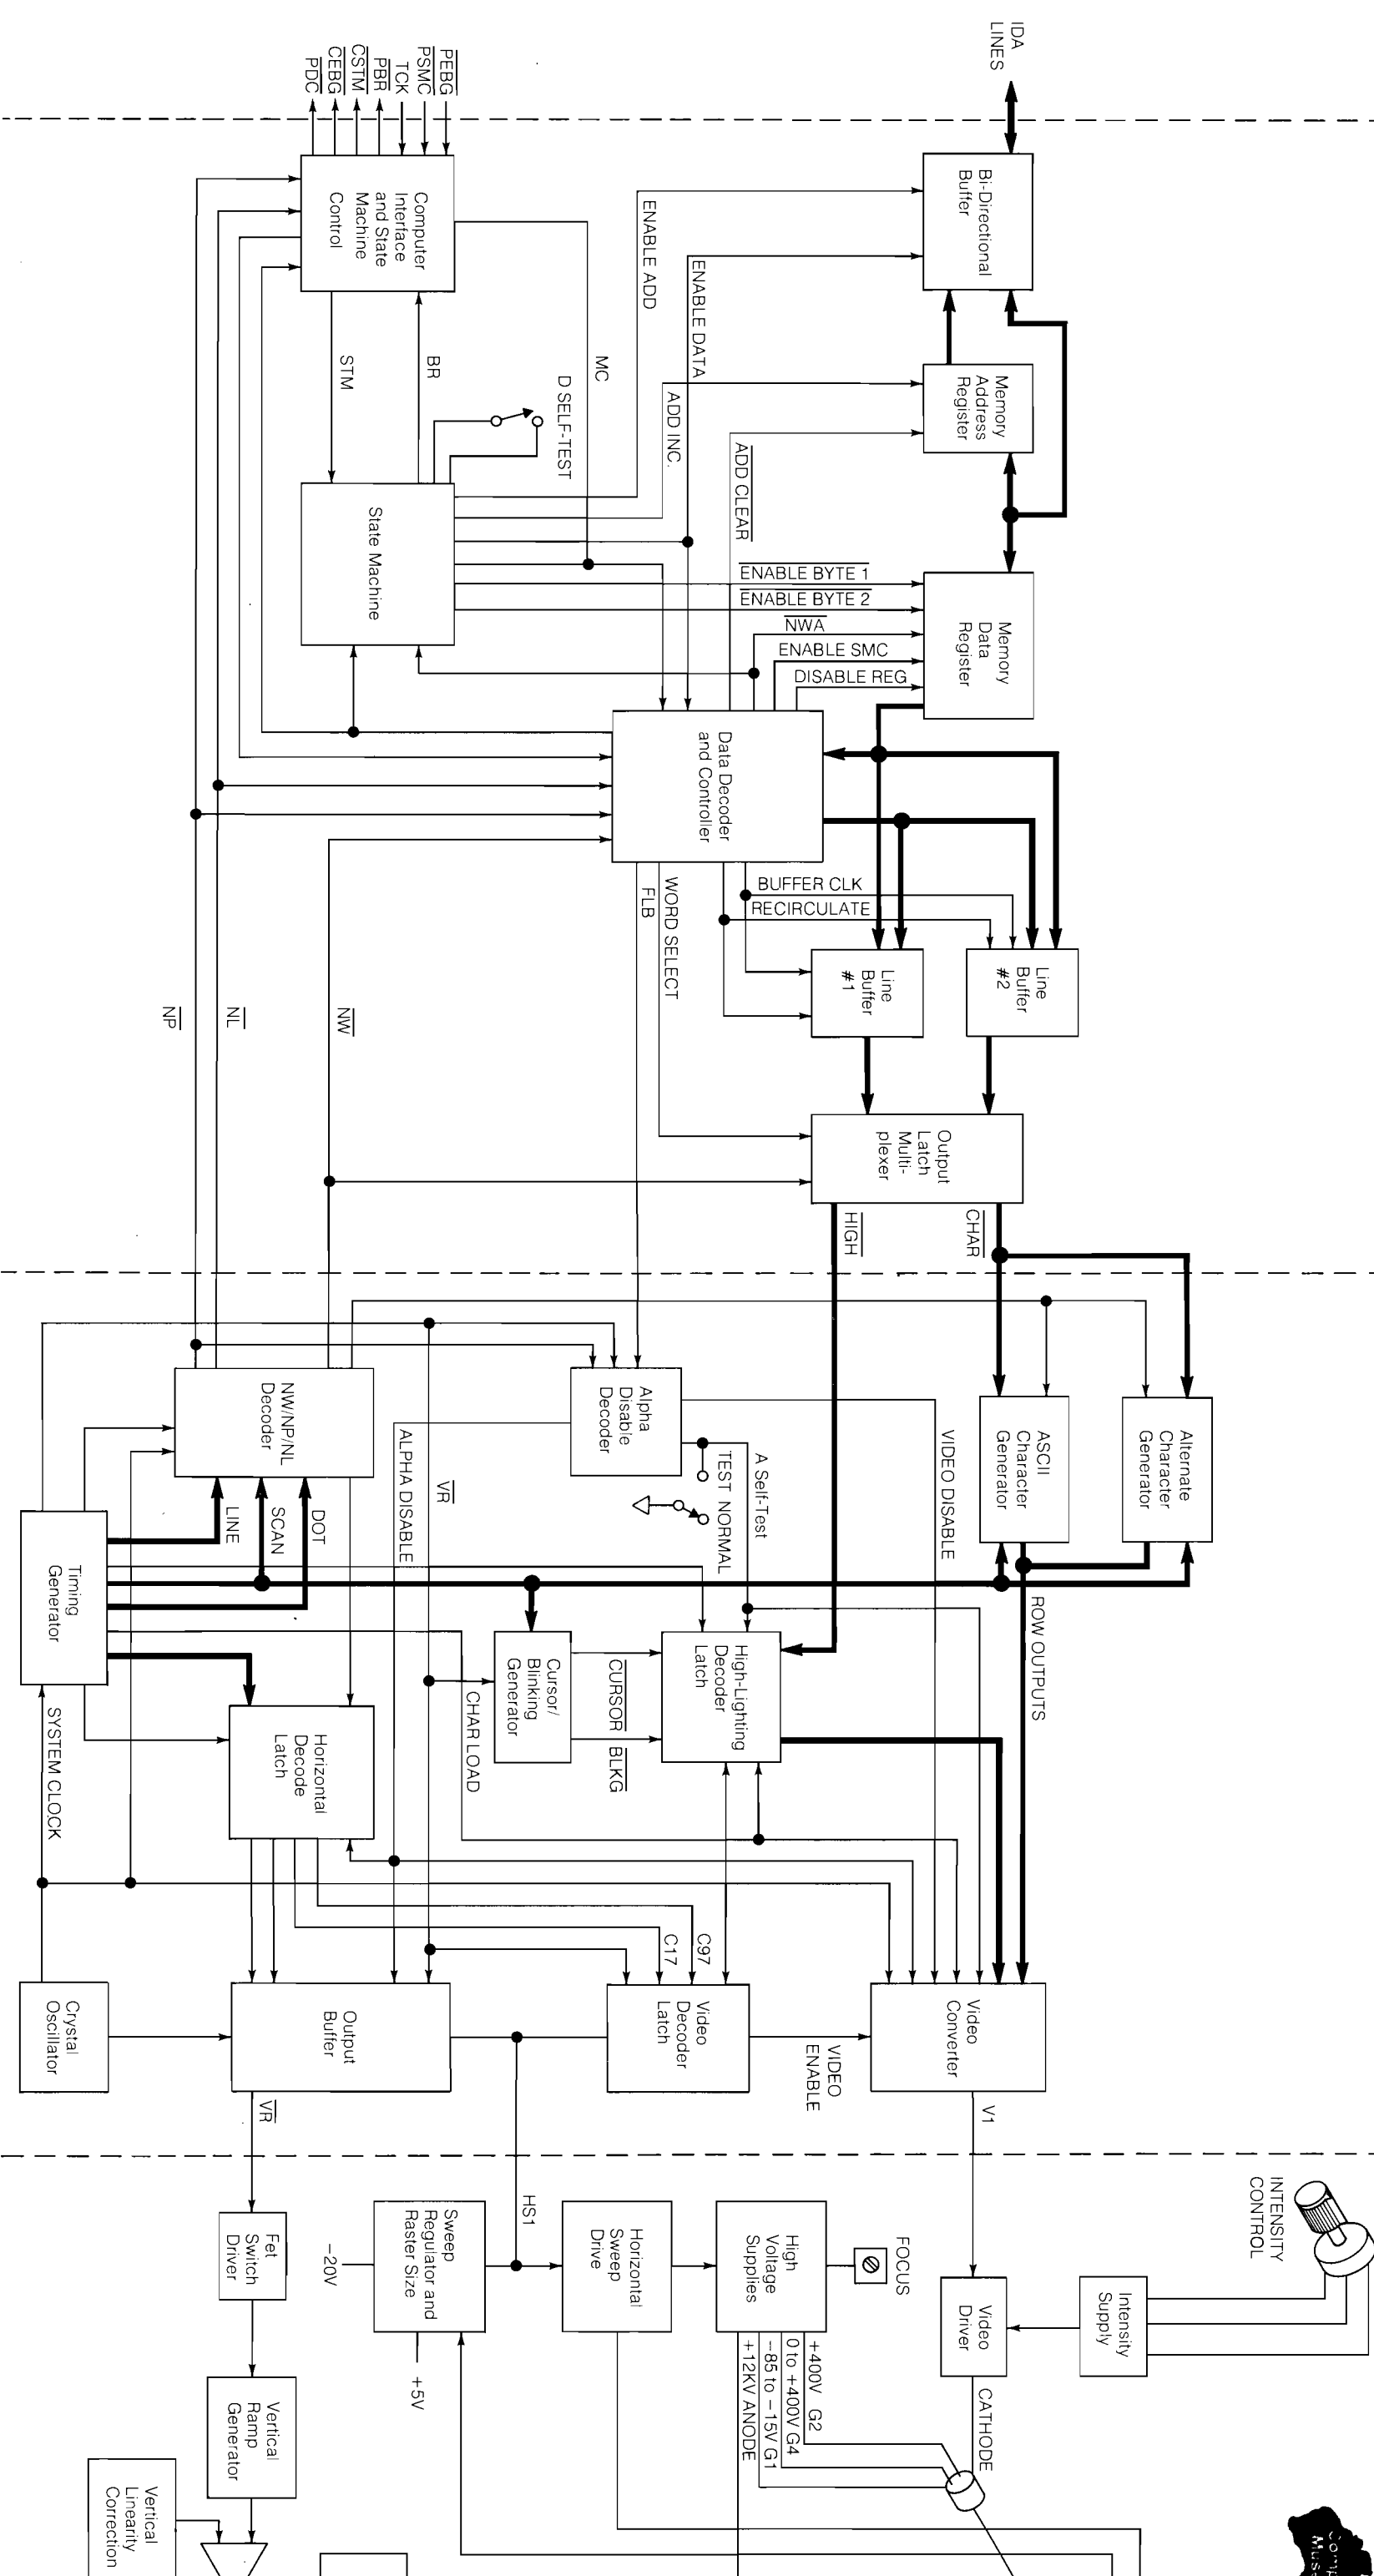 IDA
LINES
PEBG
PSMC
TCK
PBR
CSTM
CEBG
PDC
Bi-Directional
Buffer
Computer
Interface
and State
Machine
Control
ENABLE ADD
ENABLE DATA
MC
BR
STM
D SELF-TEST
ADD INC.
ADD CLEAR
Memory
Address
Register
State Machine
ENABLE BYTE 1
ENABLE BYTE 2
NWA
ENABLE SMC
DISABLE REG
Memory
Data
Register
Data Decoder
and Controller
BUFFER CLK
RECIRCULATE
WORD SELECT
FLB
Line
Buffer
#2
Line
Buffer
#1
NW
NL
NP
Output
Latch
Multi-
plexer
CHAR
HIGH
Alternate
Character
Generator
ASCII
Character
Generator
Alpha
Disable
Decoder
NW/NP/NL
Decoder
VIDEO DISABLE
A Self-Test
TEST NORMAL
ALPHA DISABLE
VR
DOT
SCAN
LINE
Timing
Generator
ROW OUTPUTS
High-Lighting
Decoder
Latch
CURSOR
BLKG
Cursor/
Blinking
Generator
CHAR LOAD
Horizontal
Decode
Latch
SYSTEM CLOCK
C97
C17
Video
Converter
Video
Decoder
Latch
VIDEO
ENABLE
Output
Buffer
Crystal
Oscillator
V1
VR
INTENSITY
CONTROL
Intensity
Supply
Video
Driver
CATHODE
FOCUS
High
Voltage
Supplies
+400V G2
0 to +400V G4
-85 to -15V G1
+12KV ANODE
Horizontal
Sweep
Drive
HS1
Sweep
Regulator and
Raster Size
-20V
+5V
Fet
Switch
Driver
Vertical
Ramp
Generator
Vertical
Linearity
Correction